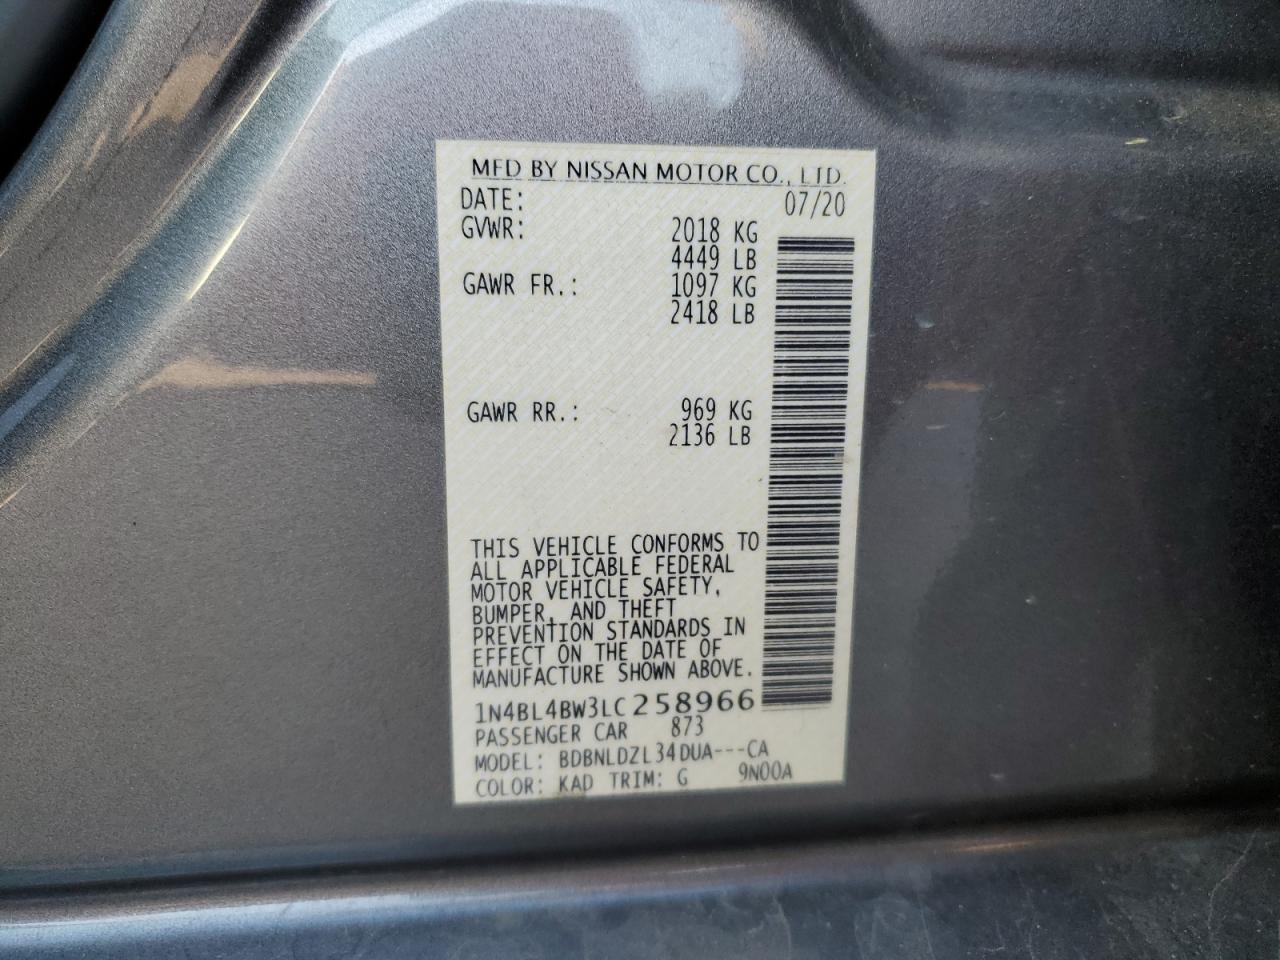 MFD BY NISSAN MOTOR CO., LTD.
DATE: 07/20
GVWR: 2018 KG
4449 LB
GAWR FR.: 1097 KG
2418 LB
GAWR RR.: 969 KG
2136 LB
THIS VEHICLE CONFORMS TO
ALL APPLICABLE FEDERAL
MOTOR VEHICLE SAFETY,
BUMPER, AND THEFT
PREVENTION STANDARDS IN
EFFECT ON THE DATE OF
MANUFACTURE SHOWN ABOVE.
1N4BL4BW3LC258966
PASSENGER CAR 873
MODEL: BDBNLDZL34DUA---CA
COLOR: KAD TRIM: G 9N00A